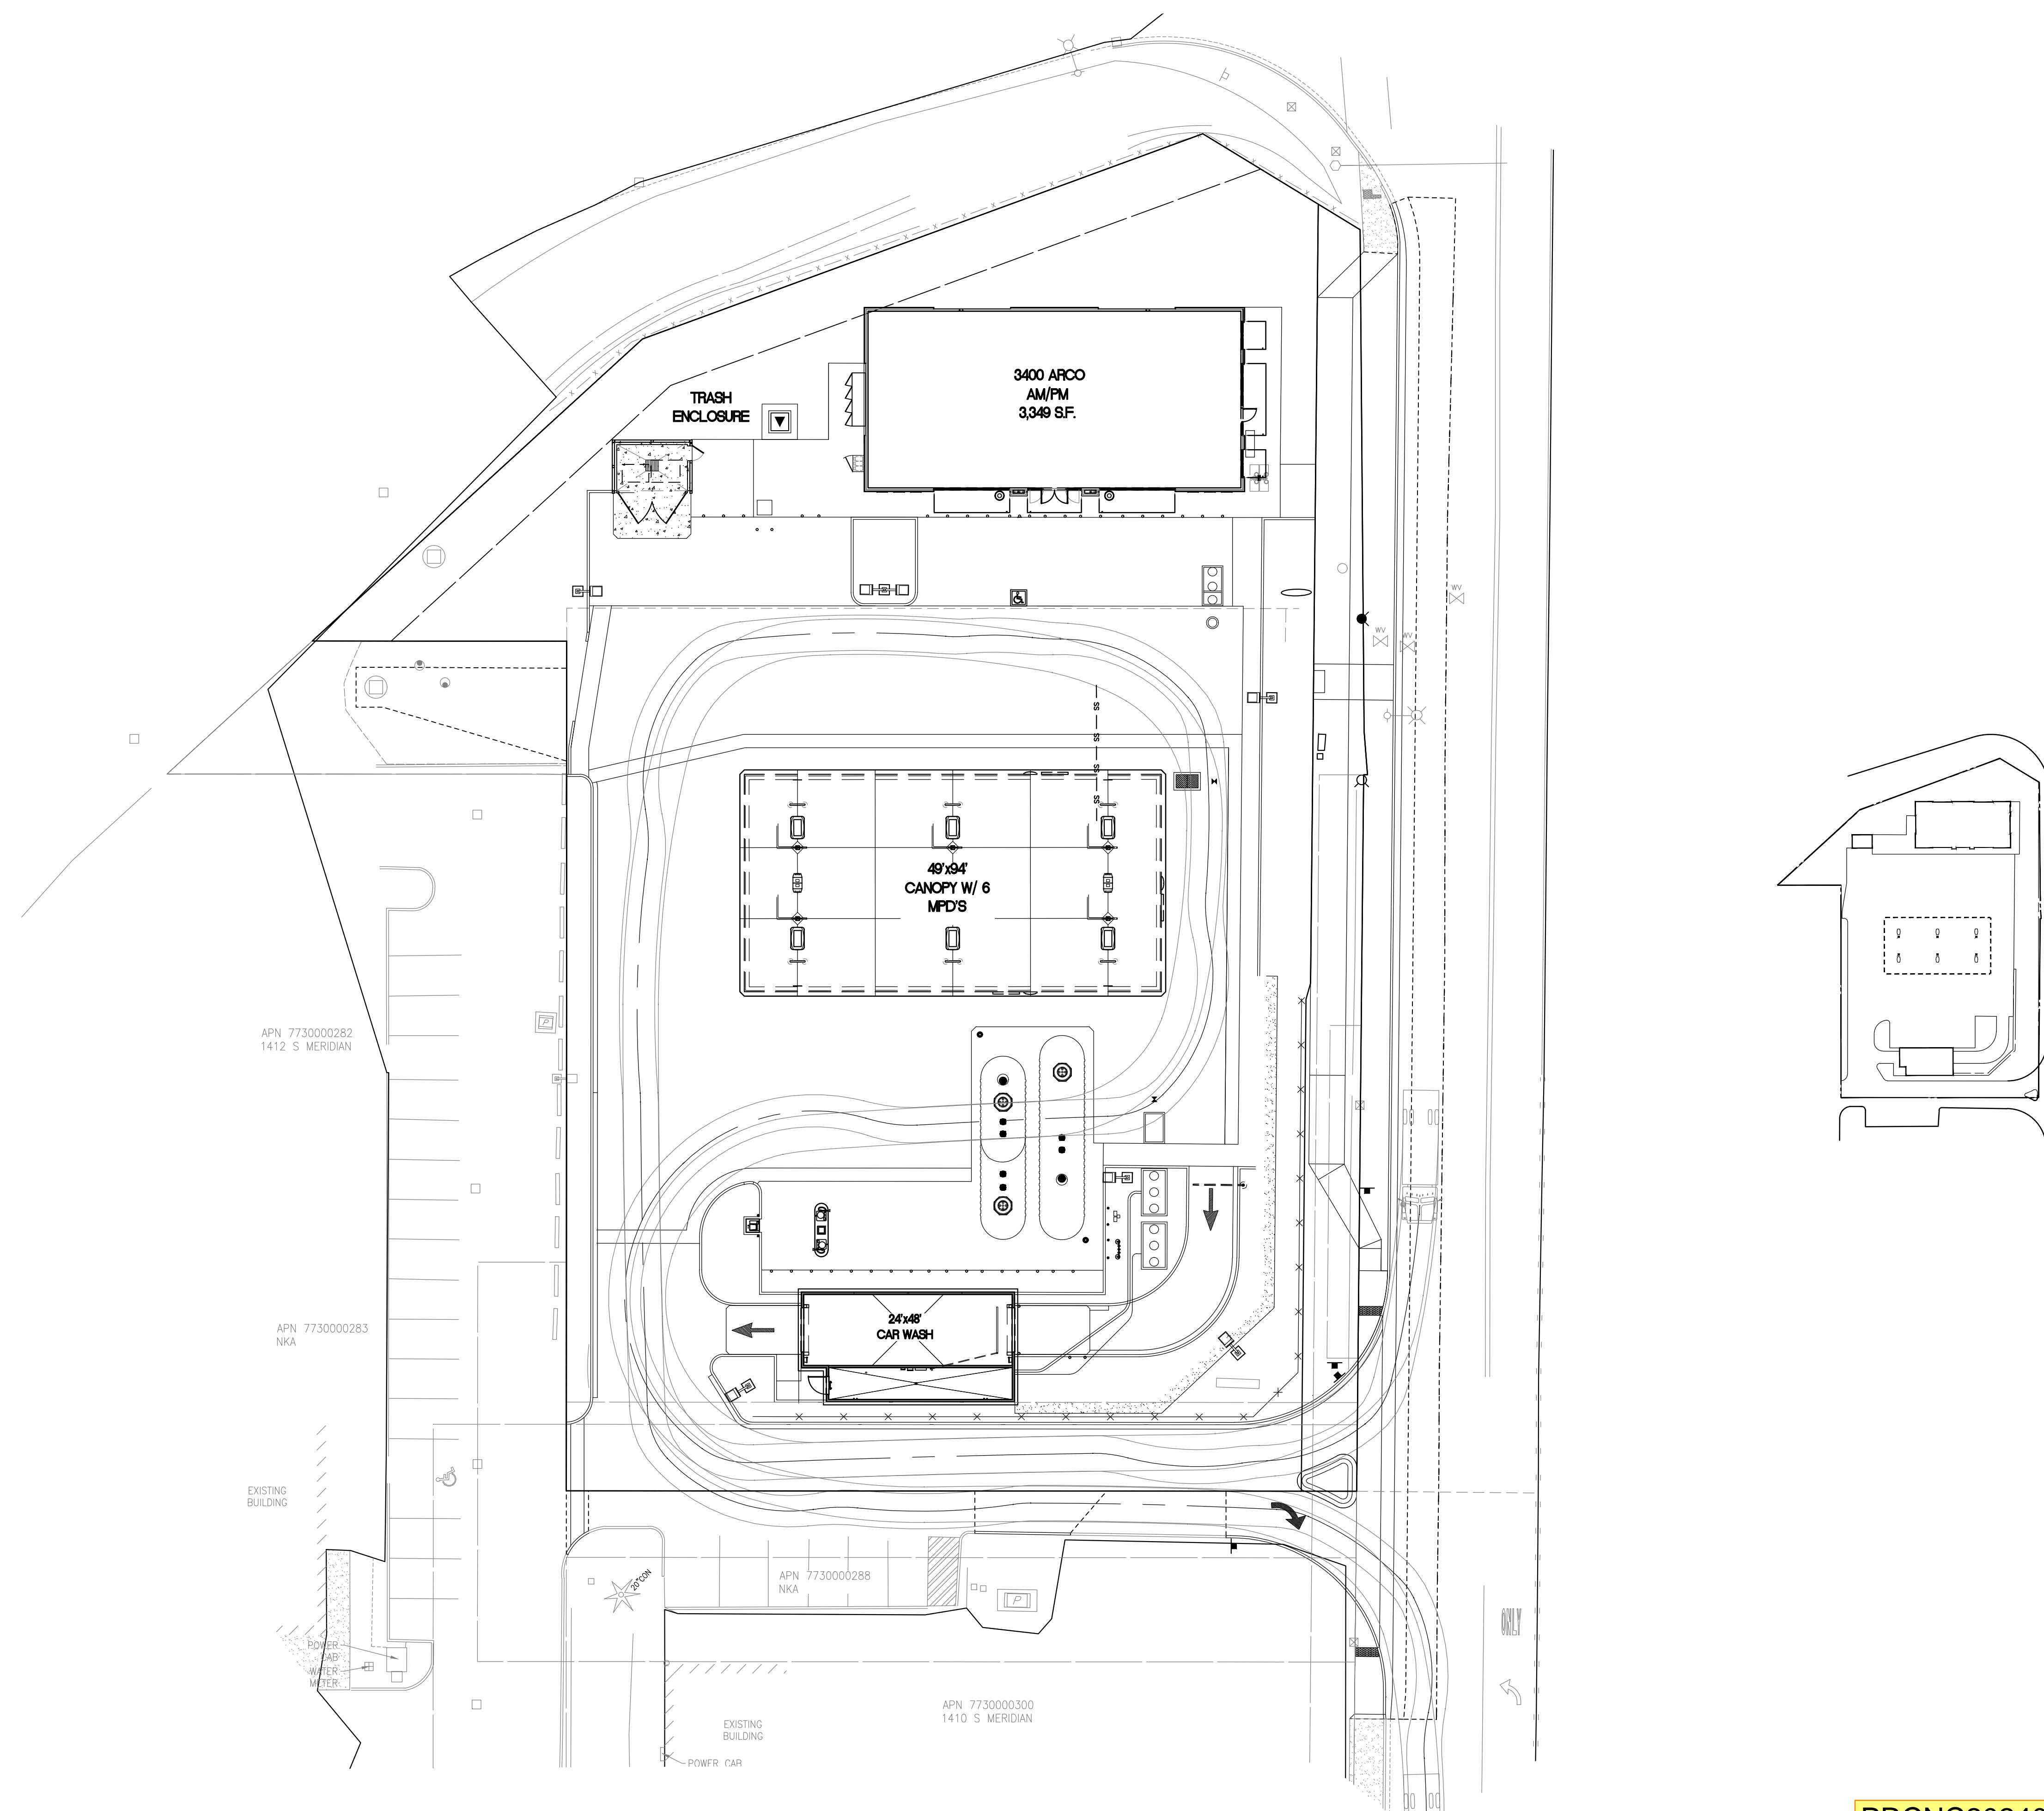 3400 ARCO
AM/PM
3,349 S.F.
TRASH
ENCLOSURE
WV
WV
WV
SS
SS
SS
SS
49'x94'
CANOPY W/ 6
MPD'S
APN 7730000282
1412 S MERIDIAN
P
24'x48'
CAR WASH
APN 7730000283
NKA
EXISTING
BUILDING
20"CON
APN 7730000288
NKA
P
ONLY
POWER
CAB
WATER
METER
APN 7730000300
1410 S MERIDIAN
EXISTING
BUILDING
POWER CAB